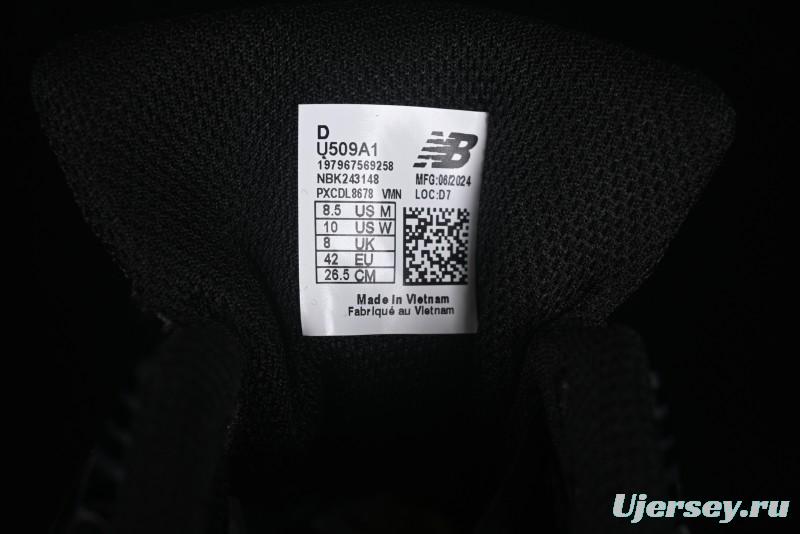 D
U509A1
197967569258
NBK243148
PXCDL8678 VMN
NB
MFG:06/2024
LOC:D7
8.5 US M
10 US W
8 UK
42 EU
26.5 CM
Made in Vietnam
Fabriqué au Vietnam
Ujersey.ru